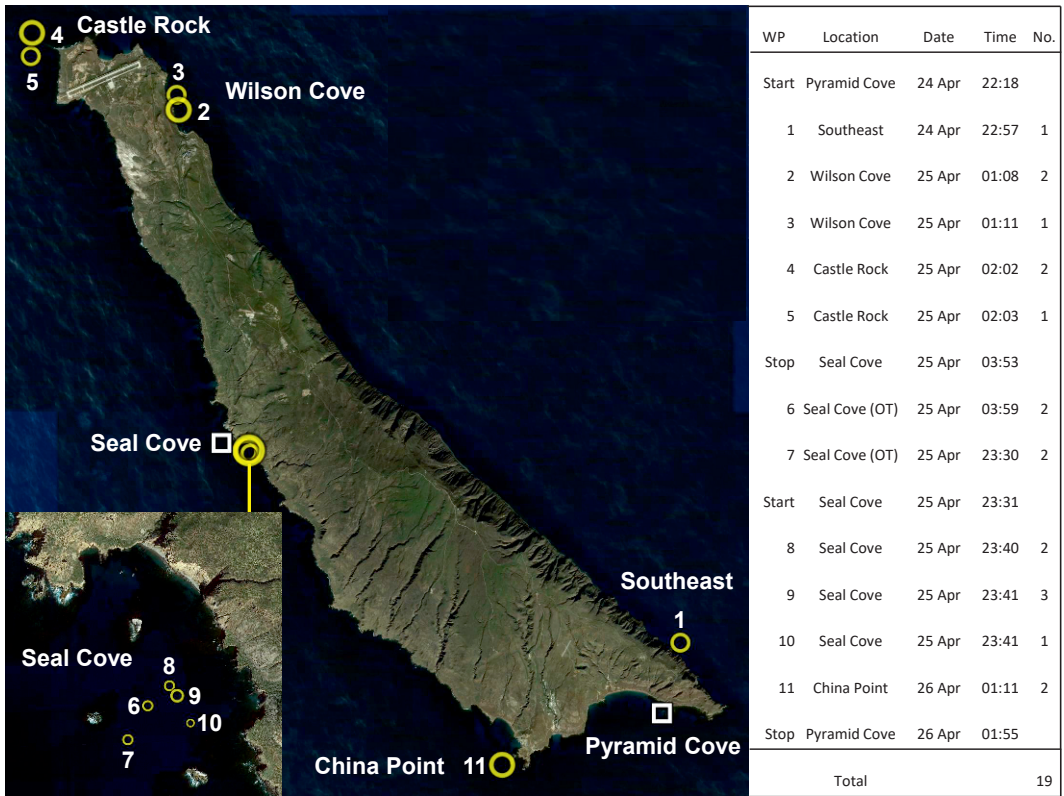 4 Castle Rock
5
3
Wilson Cove
2
Seal Cove
Southeast
1
Seal Cove
8
6
9
10
7
Pyramid Cove
China Point 11
WP Location Date Time No.
Start Pyramid Cove 24 Apr 22:18
1 Southeast 24 Apr 22:57 1
2 Wilson Cove 25 Apr 01:08 2
3 Wilson Cove 25 Apr 01:11 1
4 Castle Rock 25 Apr 02:02 2
5 Castle Rock 25 Apr 02:03 1
Stop Seal Cove 25 Apr 03:53
6 Seal Cove (OT) 25 Apr 03:59 2
7 Seal Cove (OT) 25 Apr 23:30 2
Start Seal Cove 25 Apr 23:31
8 Seal Cove 25 Apr 23:40 2
9 Seal Cove 25 Apr 23:41 3
10 Seal Cove 25 Apr 23:41 1
11 China Point 26 Apr 01:11 2
Stop Pyramid Cove 26 Apr 01:55
Total 19